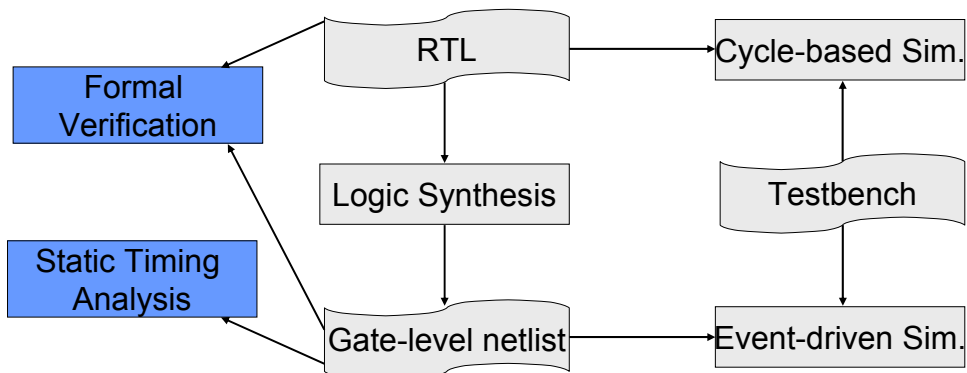 RTL
Cycle-based Sim.
Formal
Verification
Logic Synthesis
Testbench
Static Timing
Analysis
Gate-level netlist
Event-driven Sim.